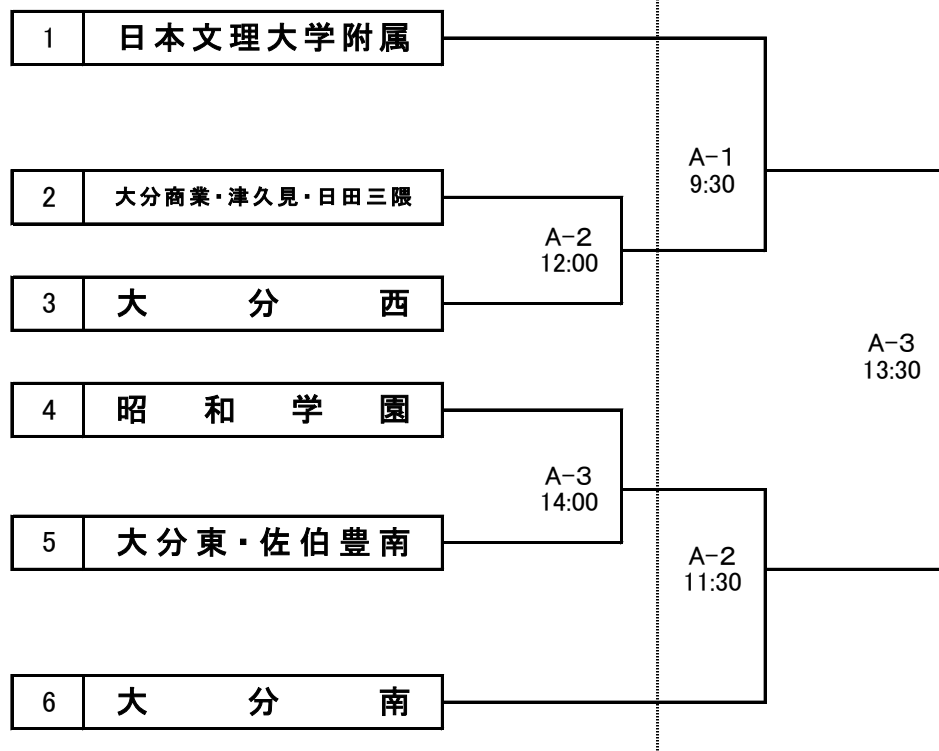 1 日本文理大学附属
A-1
9:30
2 大分商業・津久見・日田三隈
A-2
12:00
3 大分西
A-3
13:30
4 昭和学園
A-3
14:00
5 大分東・佐伯豊南
A-2
11:30
6 大分南